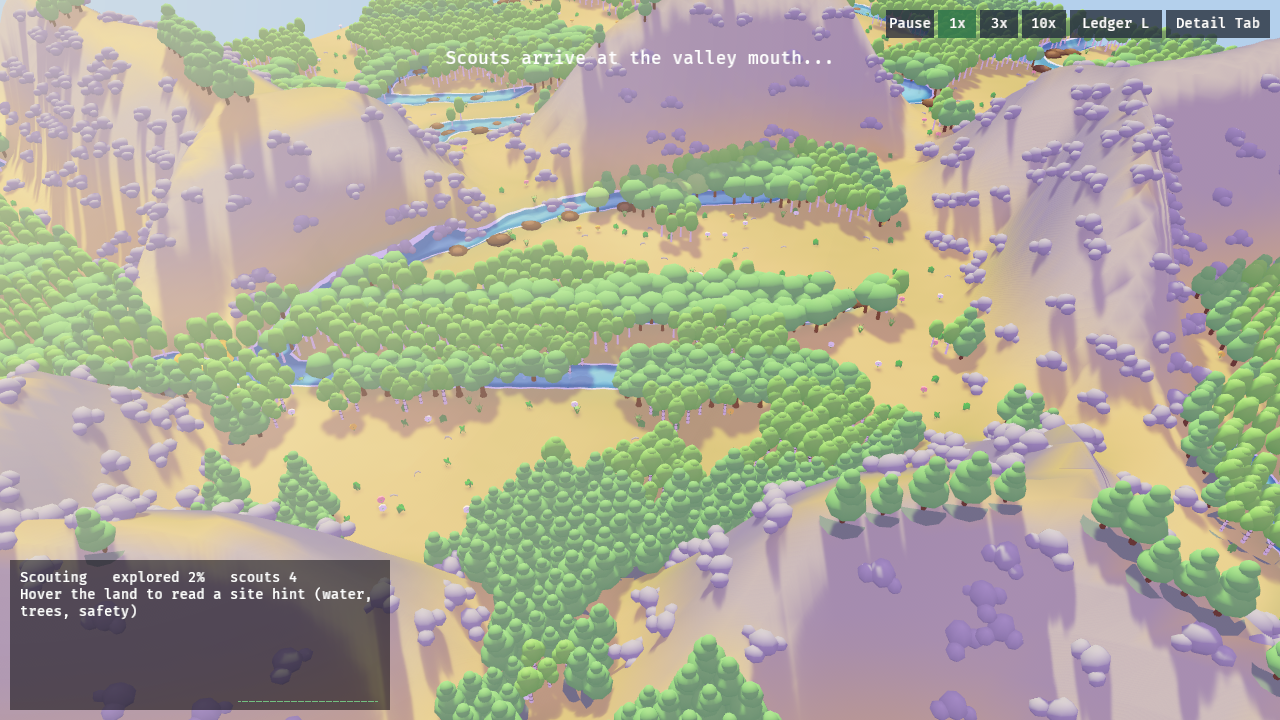 Pause 1x 3x 10x Ledger L Detail Tab
Scouts arrive at the valley mouth...
Scouting explored 2% scouts 4
Hover the land to read a site hint (water,
trees, safety)